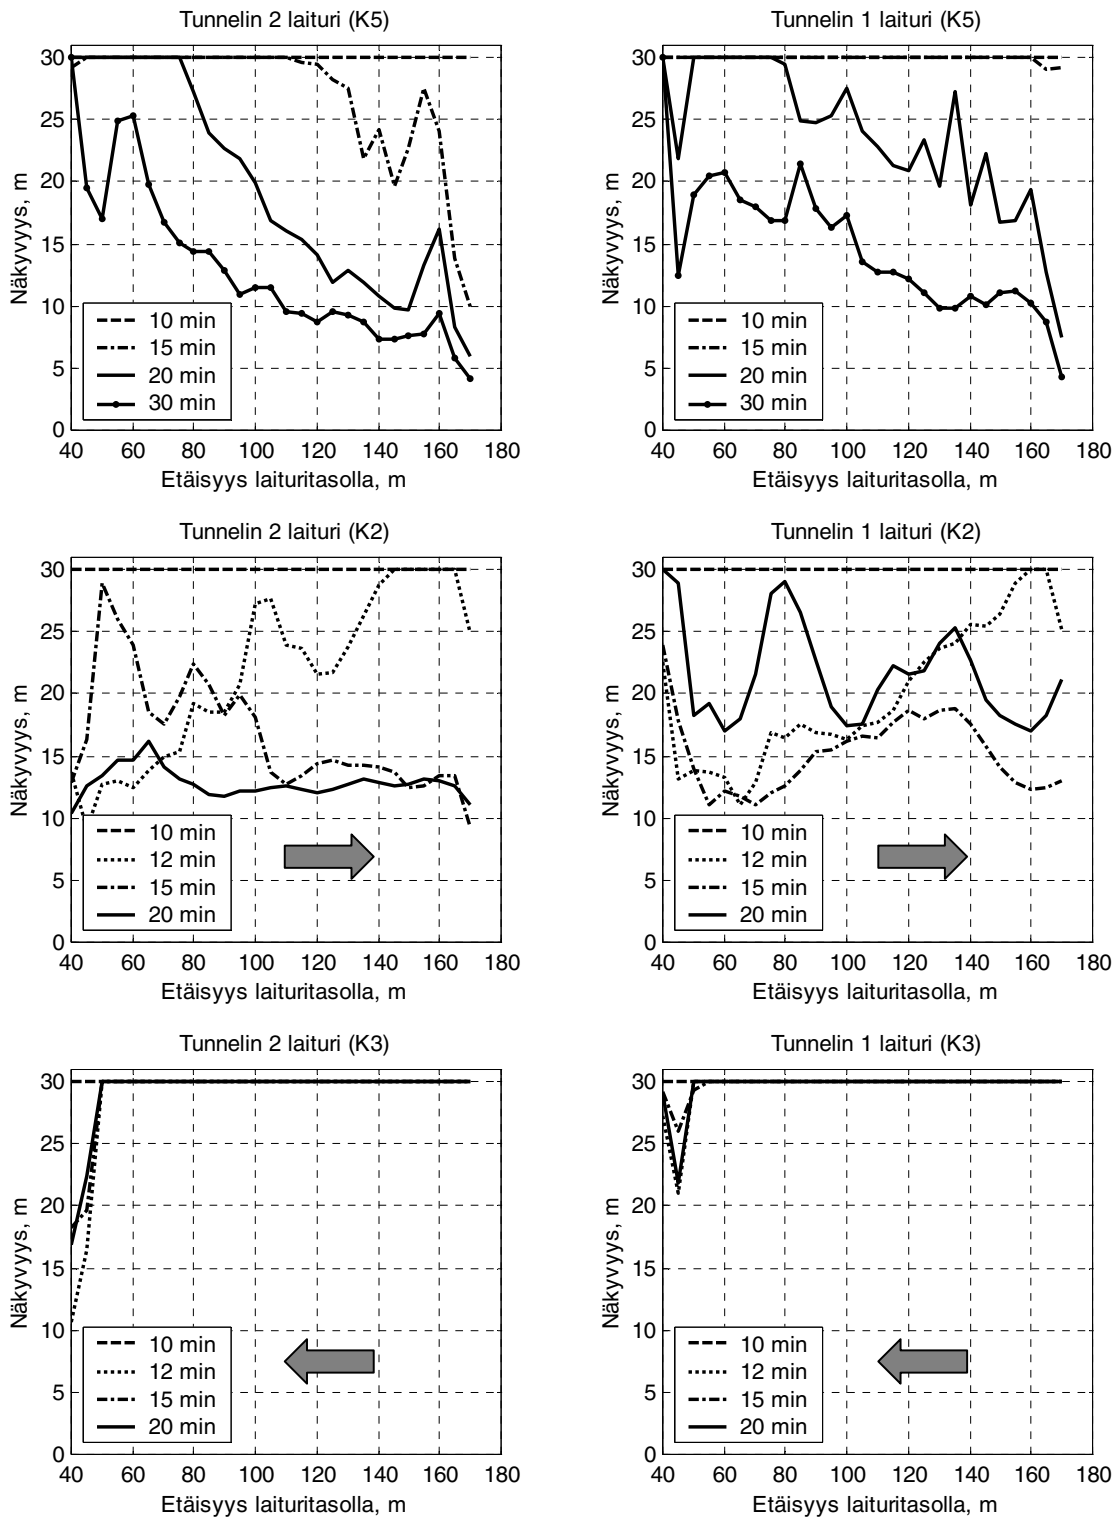 Tunnelin 2 laituri (K5)
Näkyvyys, m
30
25
20
15
10
5
0
10 min
15 min
20 min
30 min
40 60 80 100 120 140 160 180
Etäisyys laituritasolla, m
Tunnelin 1 laituri (K5)
Näkyvyys, m
30
25
20
15
10
5
0
10 min
15 min
20 min
30 min
40 60 80 100 120 140 160 180
Etäisyys laituritasolla, m
Tunnelin 2 laituri (K2)
Näkyvyys, m
30
25
20
15
10
5
0
10 min
12 min
15 min
20 min
40 60 80 100 120 140 160 180
Etäisyys laituritasolla, m
Tunnelin 1 laituri (K2)
Näkyvyys, m
30
25
20
15
10
5
0
10 min
12 min
15 min
20 min
40 60 80 100 120 140 160 180
Etäisyys laituritasolla, m
Tunnelin 2 laituri (K3)
Näkyvyys, m
30
25
20
15
10
5
0
10 min
12 min
15 min
20 min
40 60 80 100 120 140 160 180
Etäisyys laituritasolla, m
Tunnelin 1 laituri (K3)
Näkyvyys, m
30
25
20
15
10
5
0
10 min
12 min
15 min
20 min
40 60 80 100 120 140 160 180
Etäisyys laituritasolla, m